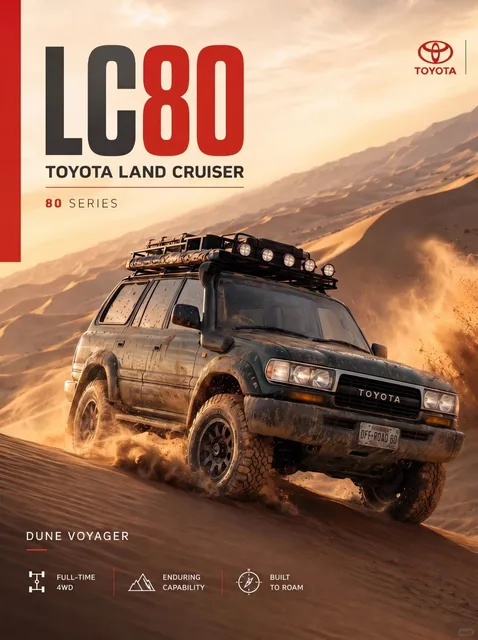 LC80
TOYOTA LAND CRUISER
80 SERIES
TOYOTA
TOYOTA
OFF-ROAD 80
DUNE VOYAGER
FULL-TIME
4WD
ENDURING
CAPABILITY
BUILT
TO ROAM